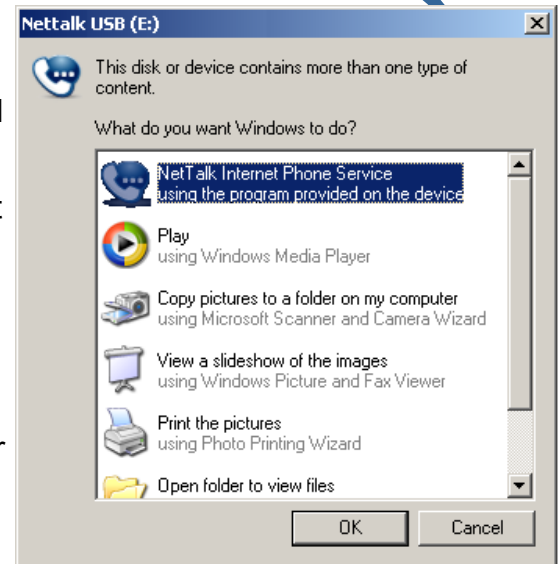 Nettalk USB (E:)
This disk or device contains more than one type of
content.
What do you want Windows to do?
NetTalk Internet Phone Service
using the program provided on the device
Play
using Windows Media Player
Copy pictures to a folder on my computer
using Microsoft Scanner and Camera Wizard
View a slideshow of the images
using Windows Picture and Fax Viewer
Print the pictures
using Photo Printing Wizard
Open folder to view files
OK
Cancel